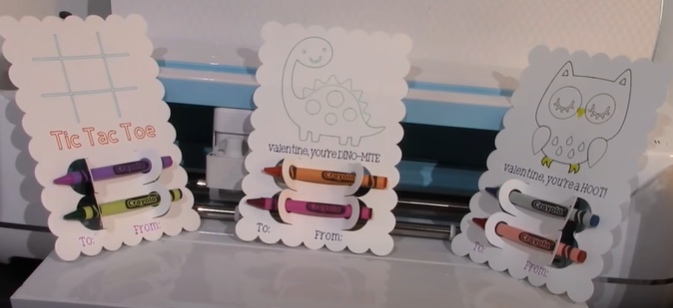 Tic Tac Toe
Crayola
Crayola
To: From:
valentine, you're DINO-MITE
Crayola
Crayola
To: From:
valentine, you're a HOOT!
Crayola
Crayola
To:
From: